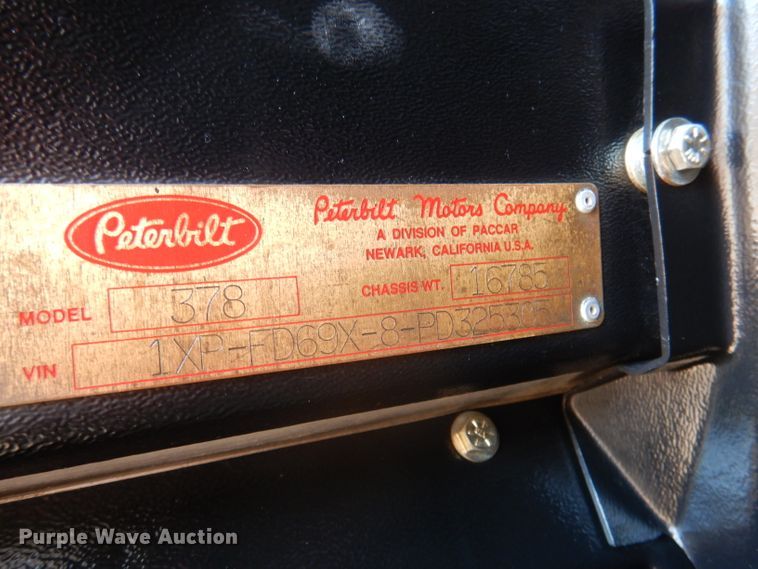 Peterbilt
Peterbilt Motors Company
A DIVISION OF PACCAR
NEWARK, CALIFORNIA U.S.A.
MODEL 378
CHASSIS WT. 16785
VIN 1XP-FD69X-8-PD325305
Purple Wave Auction